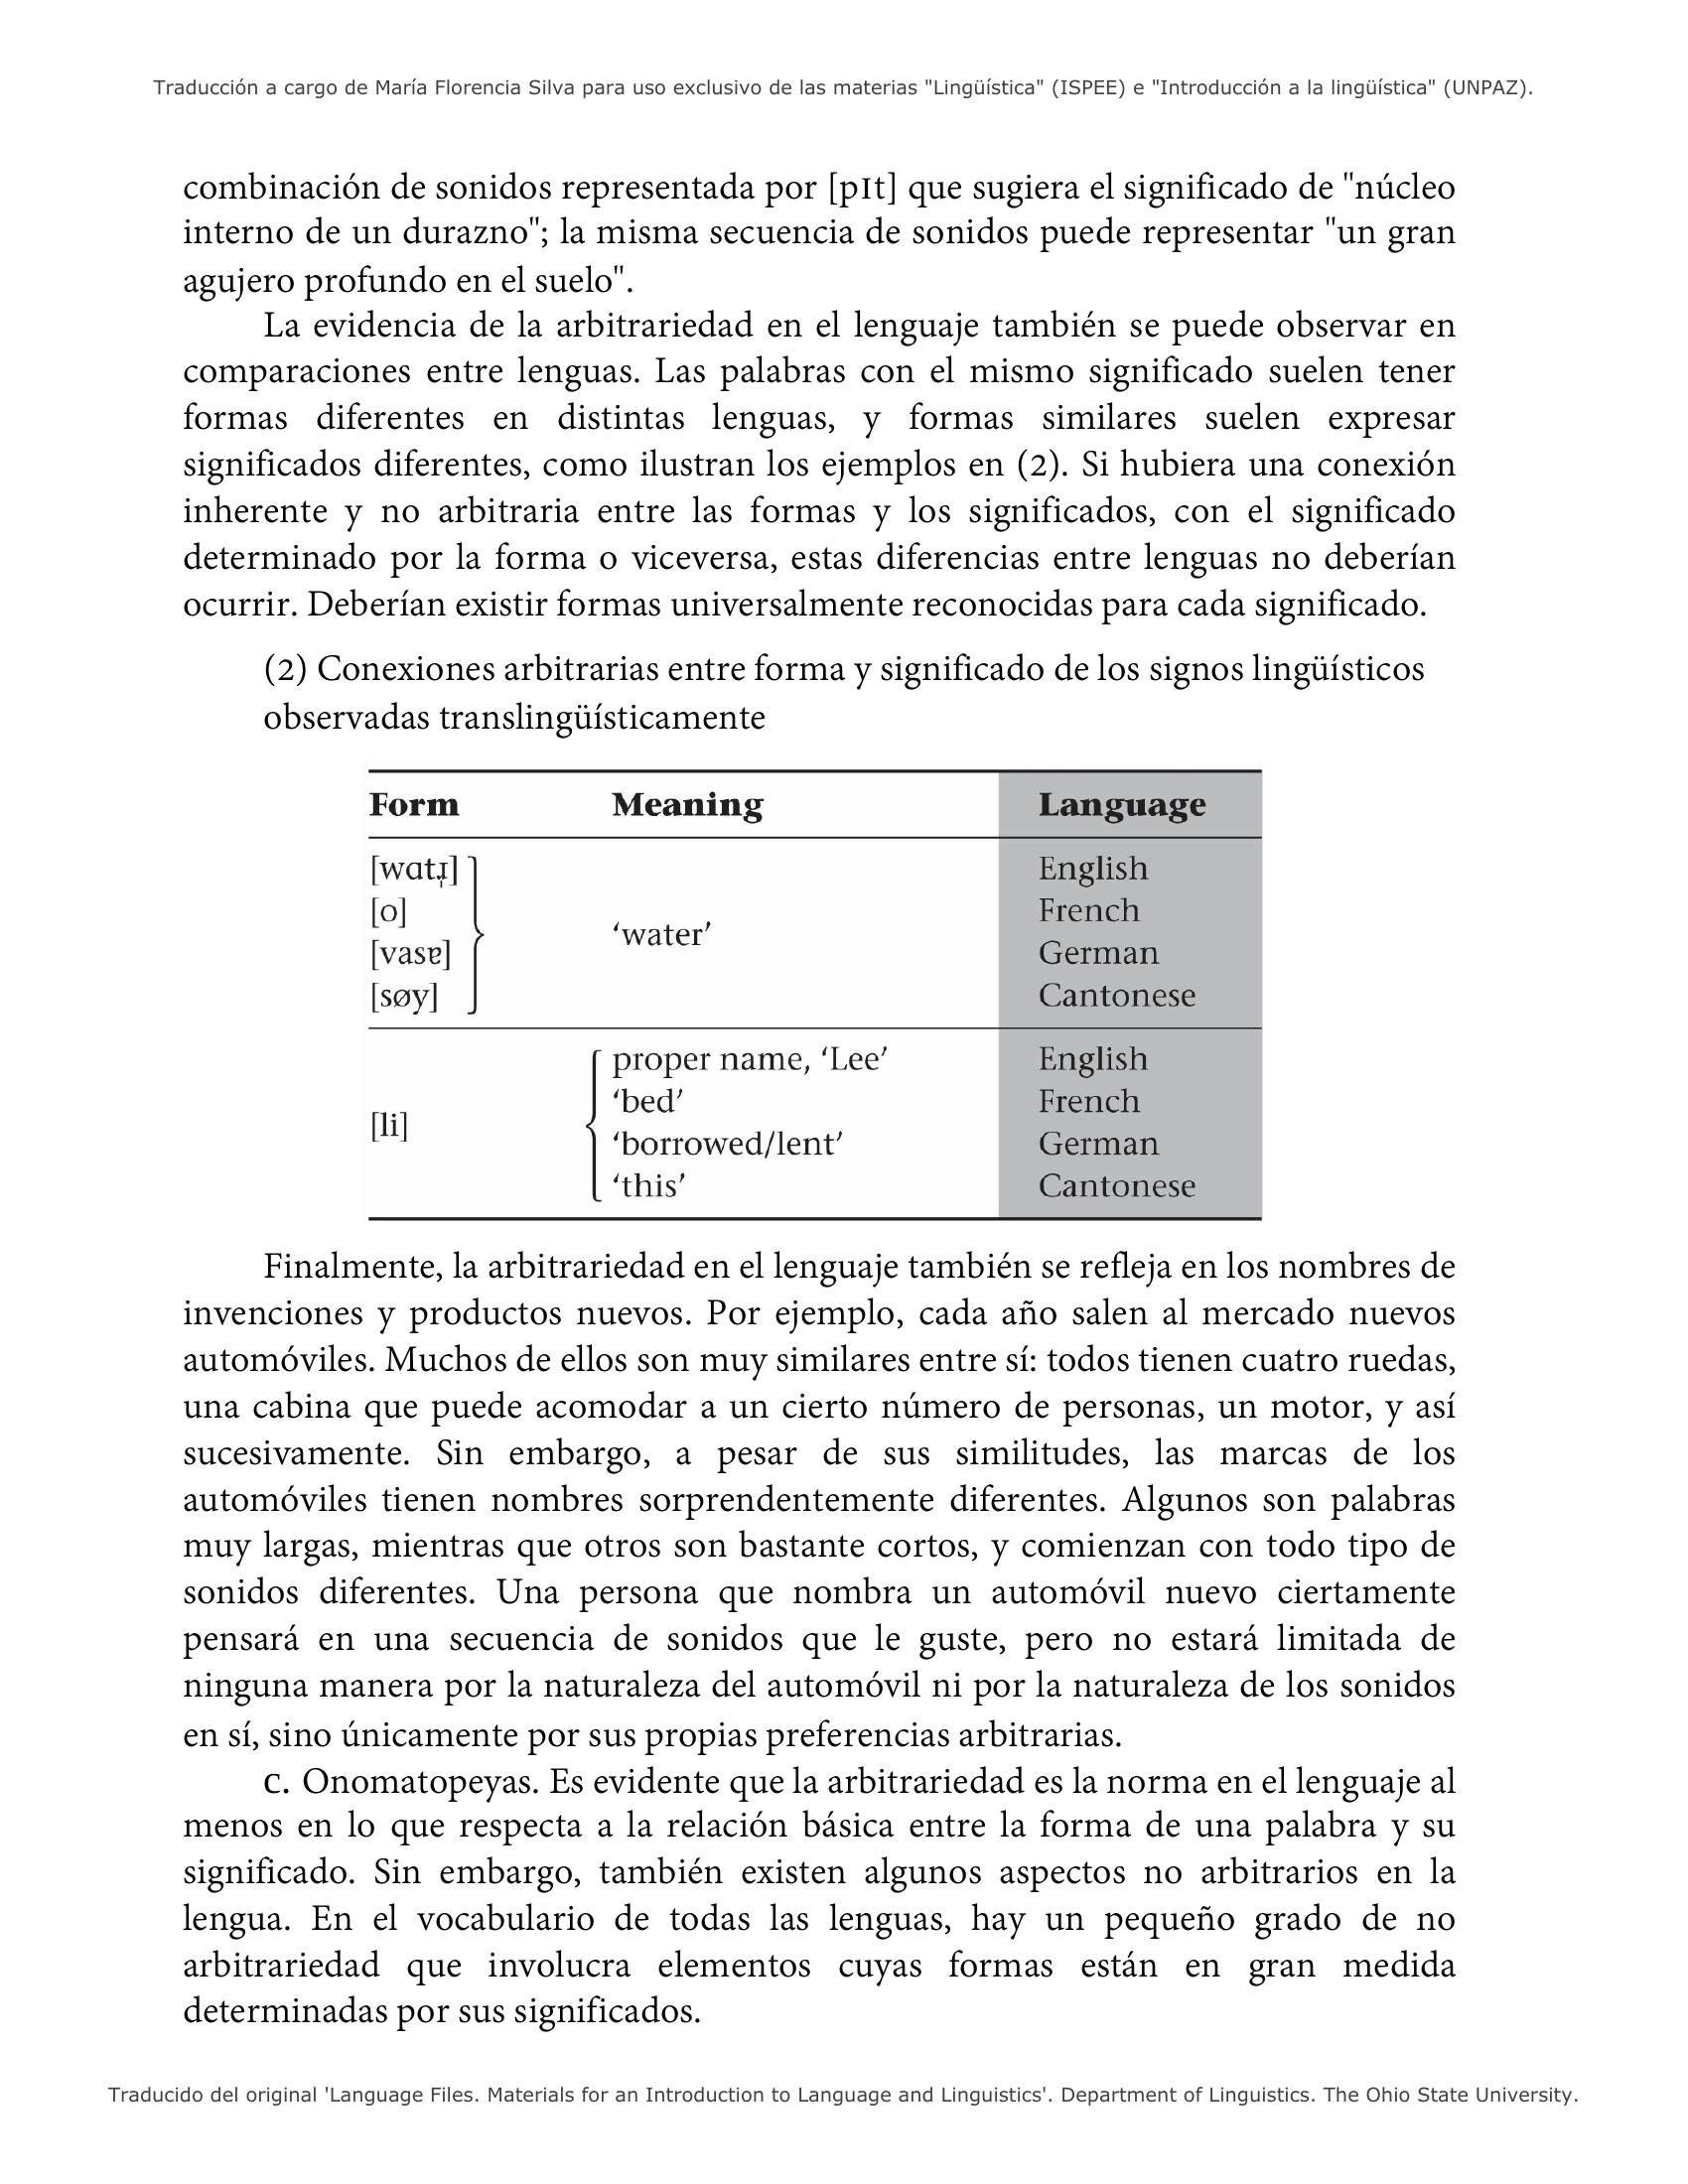 Traducción a cargo de María Florencia Silva para uso exclusivo de las materias "Lingüística" (ISPEE) e "Introducción a la lingüística" (UNPAZ).
combinación de sonidos representada por [pɪt] que sugiera el significado de "núcleo
interno de un durazno"; la misma secuencia de sonidos puede representar "un gran
agujero profundo en el suelo".
La evidencia de la arbitrariedad en el lenguaje también se puede observar en
comparaciones entre lenguas. Las palabras con el mismo significado suelen tener
formas diferentes en distintas lenguas, y formas similares suelen expresar
significados diferentes, como ilustran los ejemplos en (2). Si hubiera una conexión
inherente y no arbitraria entre las formas y los significados, con el significado
determinado por la forma o viceversa, estas diferencias entre lenguas no deberían
ocurrir. Deberían existir formas universalmente reconocidas para cada significado.
(2) Conexiones arbitrarias entre forma y significado de los signos lingüísticos
observadas translingüísticamente
Form Meaning Language
[wɑtɹ̩] English
[o] French
‘water’
[vasɐ] German
[søy] Cantonese
proper name, ‘Lee’ English
‘bed’ French
[li]
‘borrowed/lent’ German
‘this’ Cantonese
Finalmente, la arbitrariedad en el lenguaje también se refleja en los nombres de
invenciones y productos nuevos. Por ejemplo, cada año salen al mercado nuevos
automóviles. Muchos de ellos son muy similares entre sí: todos tienen cuatro ruedas,
una cabina que puede acomodar a un cierto número de personas, un motor, y así
sucesivamente. Sin embargo, a pesar de sus similitudes, las marcas de los
automóviles tienen nombres sorprendentemente diferentes. Algunos son palabras
muy largas, mientras que otros son bastante cortos, y comienzan con todo tipo de
sonidos diferentes. Una persona que nombra un automóvil nuevo ciertamente
pensará en una secuencia de sonidos que le guste, pero no estará limitada de
ninguna manera por la naturaleza del automóvil ni por la naturaleza de los sonidos
en sí, sino únicamente por sus propias preferencias arbitrarias.
c. Onomatopeyas. Es evidente que la arbitrariedad es la norma en el lenguaje al
menos en lo que respecta a la relación básica entre la forma de una palabra y su
significado. Sin embargo, también existen algunos aspectos no arbitrarios en la
lengua. En el vocabulario de todas las lenguas, hay un pequeño grado de no
arbitrariedad que involucra elementos cuyas formas están en gran medida
determinadas por sus significados.
Traducido del original 'Language Files. Materials for an Introduction to Language and Linguistics'. Department of Linguistics. The Ohio State University.